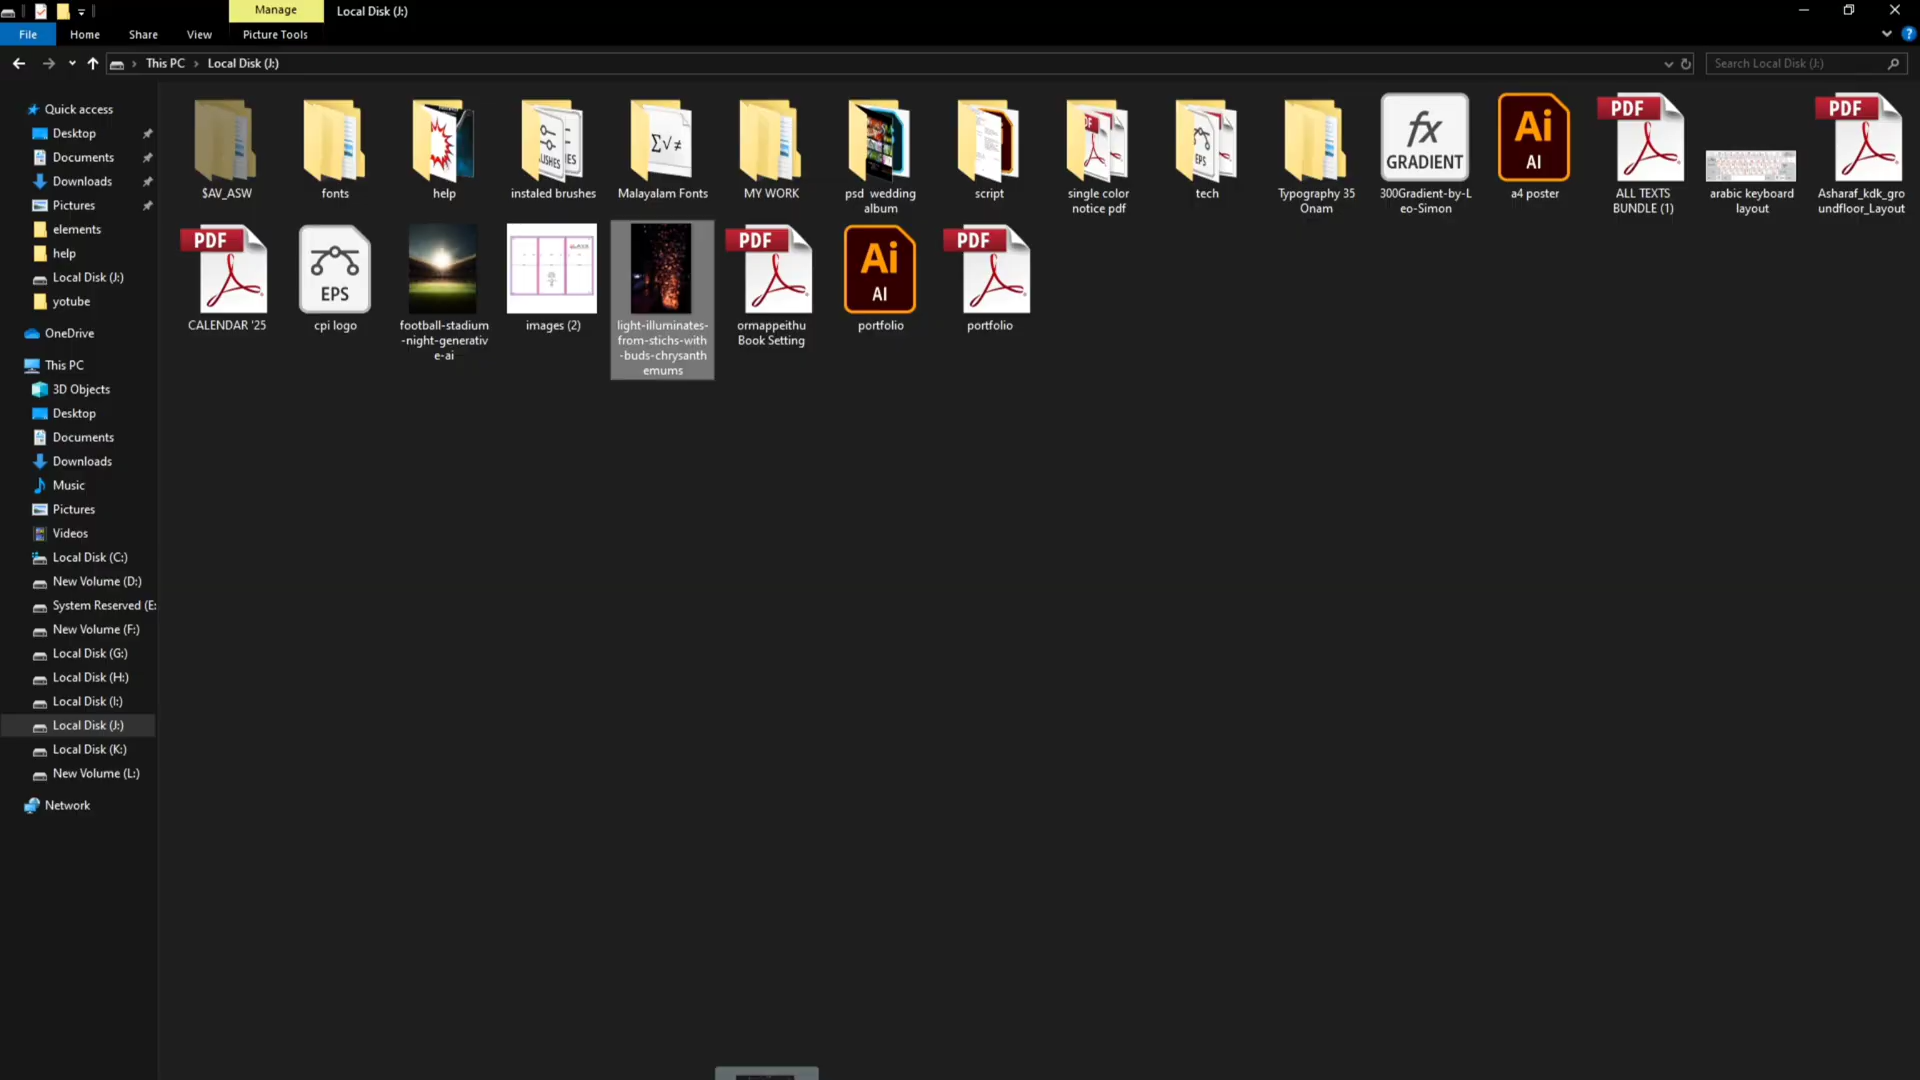 Manage
Local Disk (J:)
File
Home
Share
View
Picture Tools
?
This PC
Local Disk (J:)
Search Local Disk (J:)
Quick access
Desktop
Documents
Downloads
Pictures
elements
help
Local Disk (J:)
yotube
OneDrive
This PC
3D Objects
Desktop
Documents
Downloads
Music
Pictures
Videos
Local Disk (C:)
New Volume (D:)
System Reserved (E:
New Volume (F:)
Local Disk (G:)
Local Disk (H:)
Local Disk (I:)
Local Disk (J:)
Local Disk (K:)
New Volume (L:)
Network
$AV_ASW
fonts
help
instaled brushes
Σ√≠
Malayalam Fonts
MY WORK
psd wedding
album
script
single color
notice pdf
EPS
tech
Typography 35
Onam
fx
GRADIENT
300Gradient-by-L
eo-Simon
Ai
AI
a4 poster
PDF
ALL TEXTS
BUNDLE (1)
arabic keyboard
layout
PDF
Asharaf_kdk_gro
undfloor_Layout
PDF
CALENDAR '25
EPS
cpi logo
football-stadium
-night-generativ
e-ai
images (2)
light-illuminates-
from-stichs-with
-buds-chrysanth
emums
PDF
ormappeithu
Book Setting
Ai
AI
portfolio
PDF
portfolio